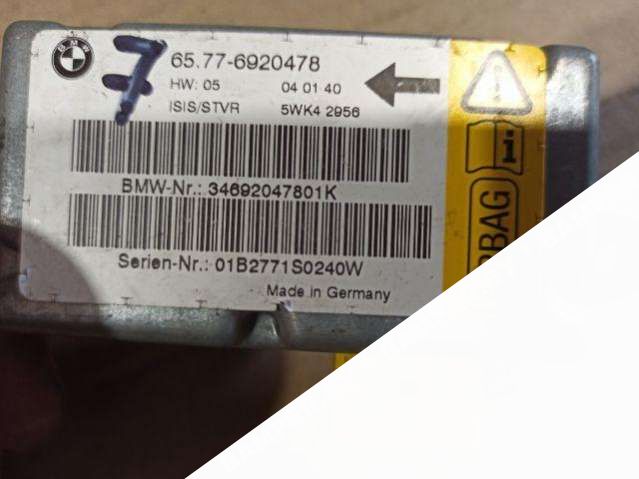 BMW
7
65.77-6920478
HW: 05 04 01 40
ISIS/STVR 5WK4 2956
BMW-Nr.: 34692047801K
Serien-Nr.: 01B2771S0240W
Made in Germany